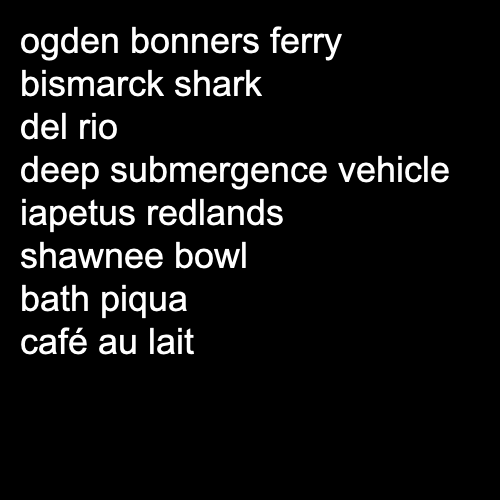 ogden bonners ferry
bismarck shark
del rio
deep submergence vehicle
iapetus redlands
shawnee bowl
bath piqua
café au lait